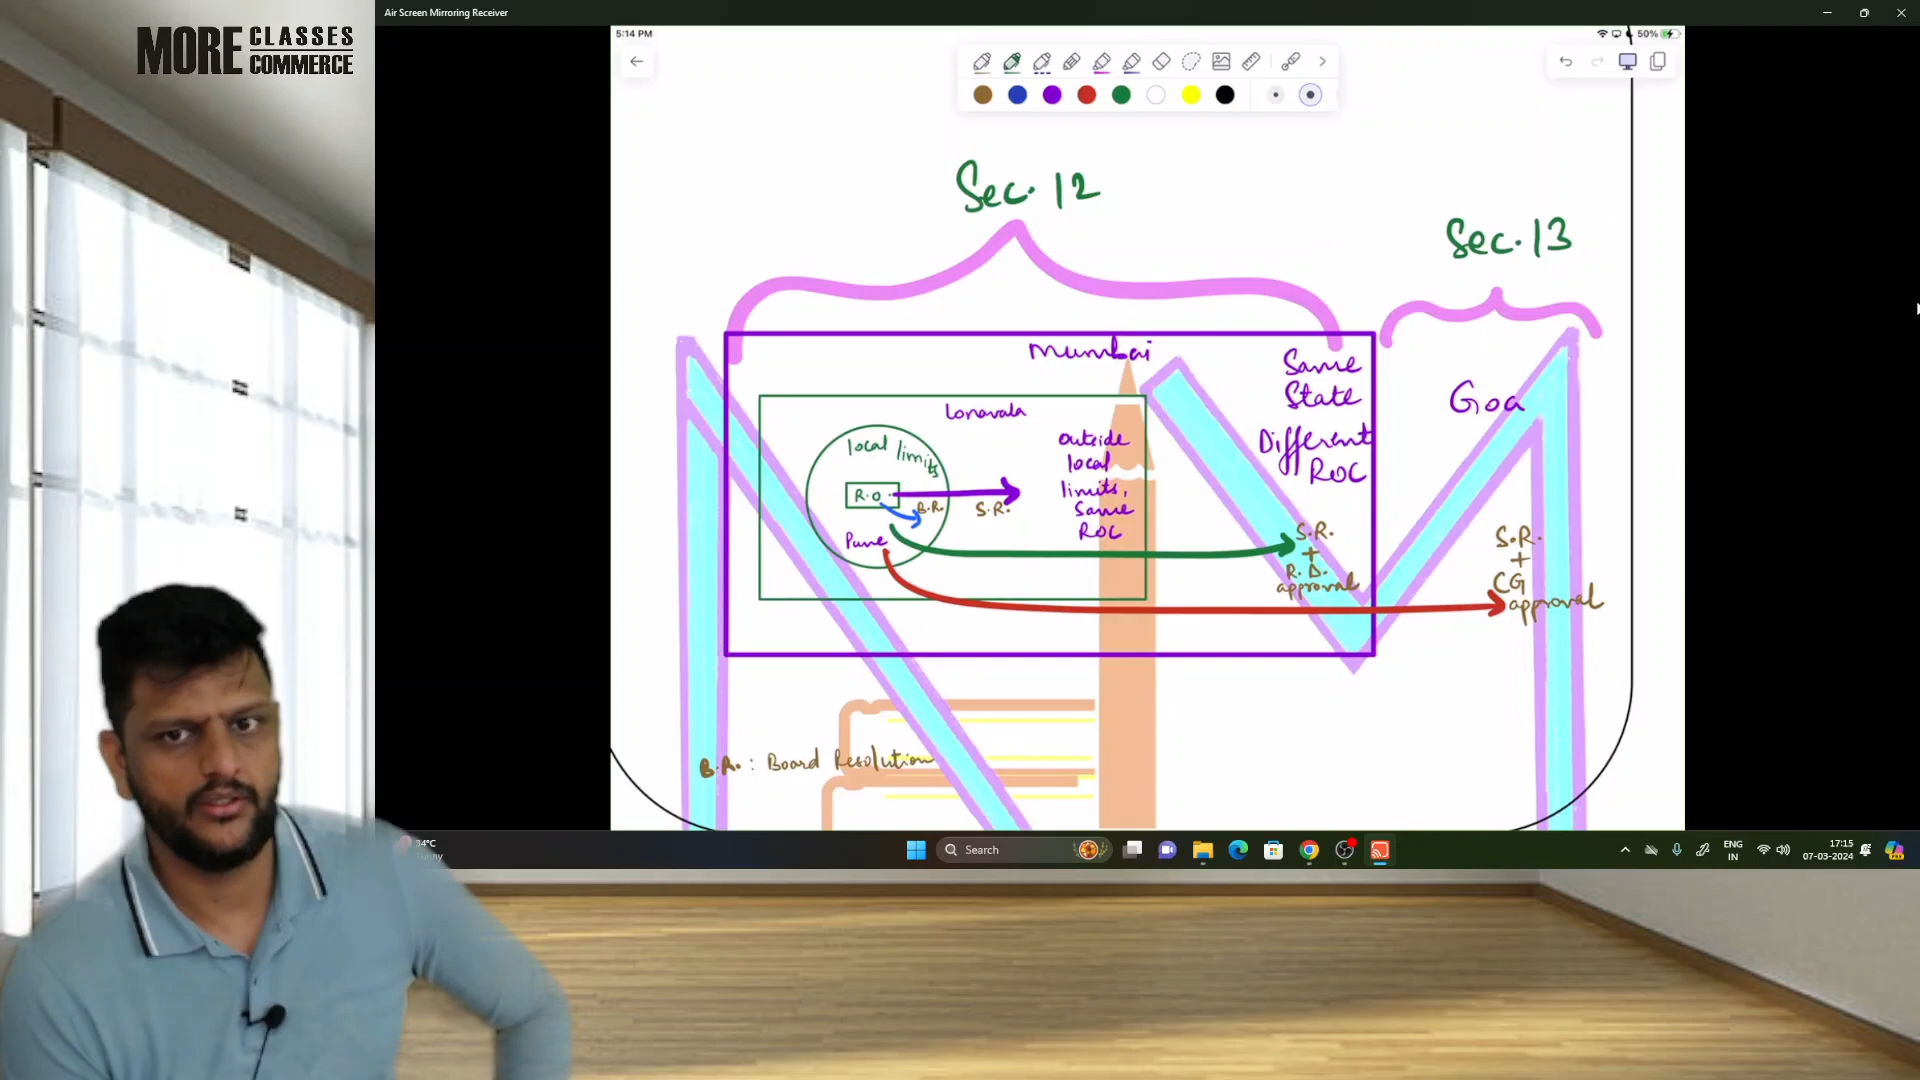 MORE CLASSES
COMMERCE
Air Screen Mirroring Receiver
5:14 PM
50%
Sec. 12
Sec. 13
Mumbai
Same
State
Different
ROC
Goa
Lonavala
local limits
R.O.
B.R.
S.R.
Pune
outside
local
limits,
Same
ROC
S.R.
+
R.D.
approval
S.R.
+
CG
approval
B.R. : Board Resolution
34°C
Sunny
Search
ENG
IN
17:15
07-03-2024